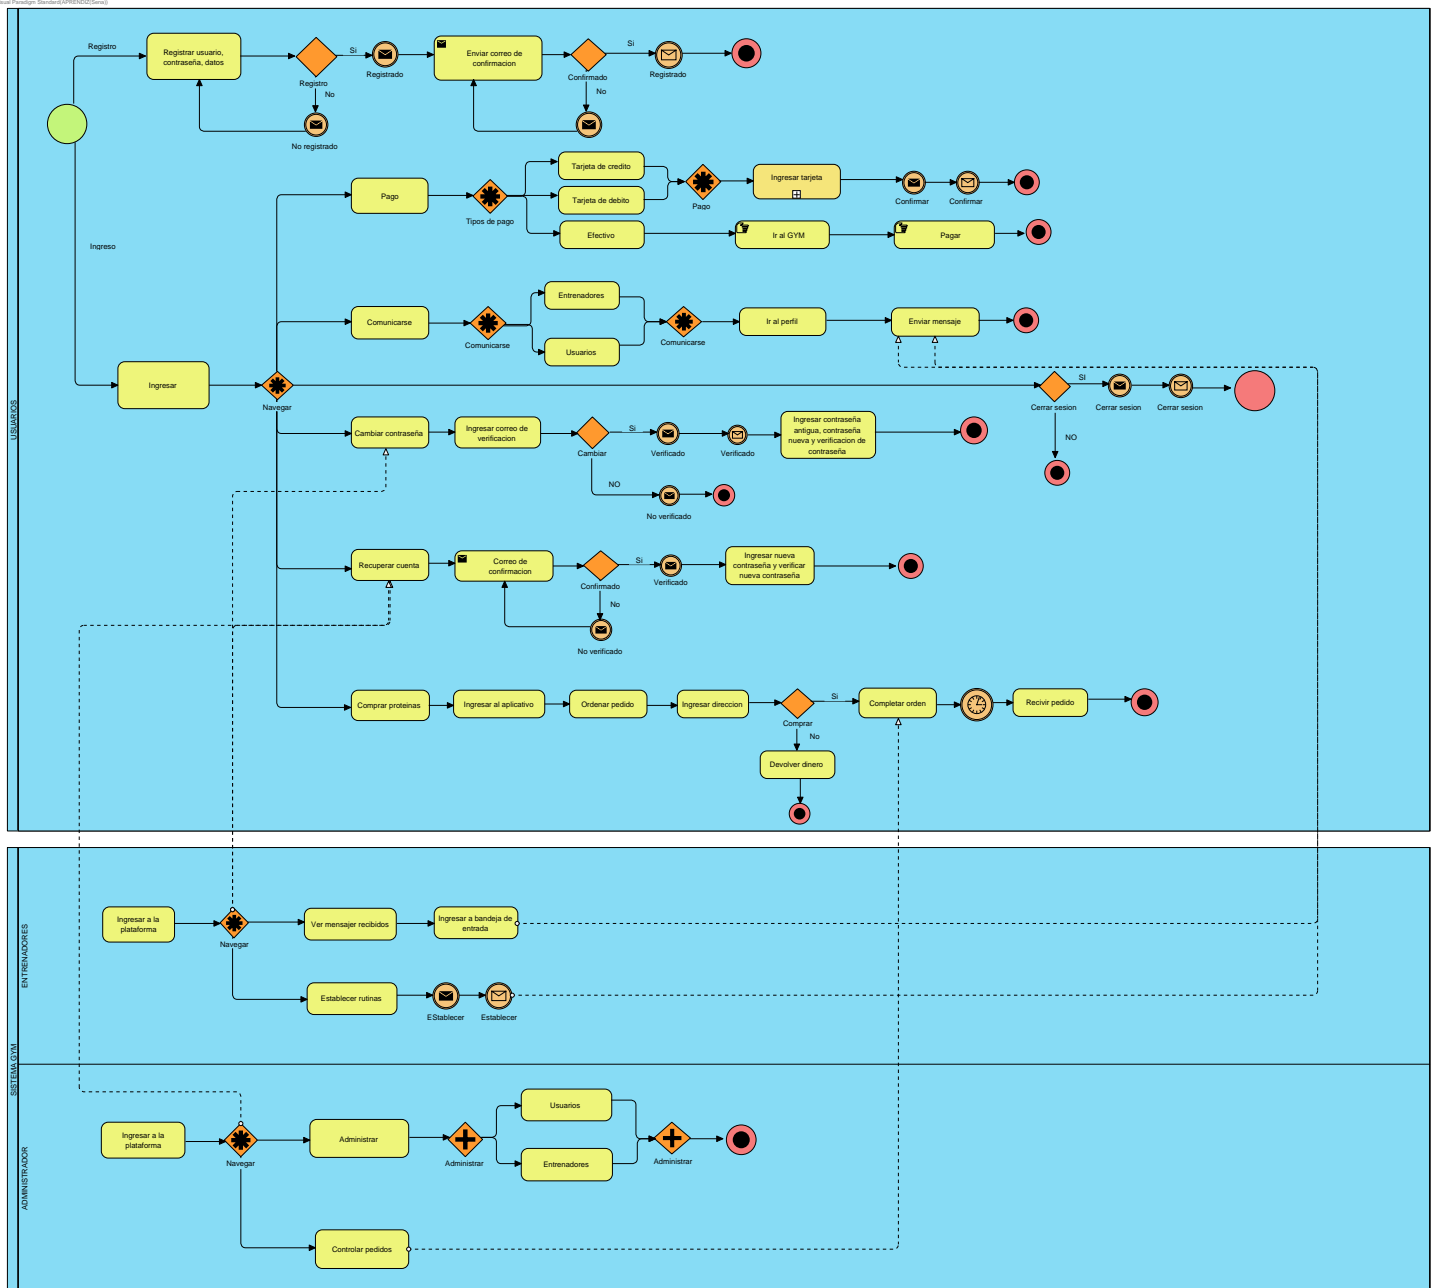 sual Paradigm Standard(APRENDIZ(Sena))
Registro
Registrar usuario,
contraseña, datos
Registro
Si
Registrado
No
No registrado
Enviar correo de
confirmacion
Confirmado
Si
Registrado
No
Ingreso
Pago
Tipos de pago
Tarjeta de credito
Tarjeta de debito
Efectivo
Pago
Ingresar tarjeta
Confirmar
Confirmar
Ir al GYM
Pagar
Comunicarse
Comunicarse
Entrenadores
Usuarios
Comunicarse
Ir al perfil
Enviar mensaje
Ingresar
Navegar
Cerrar sesion
SI
Cerrar sesion
Cerrar sesion
NO
USUARIOS
Cambiar contraseña
Ingresar correo de
verificacion
Cambiar
Si
Verificado
Verificado
Ingresar contraseña
antigua, contraseña
nueva y verificacion de
contraseña
NO
No verificado
Recuperar cuenta
Correo de
confirmacion
Confirmado
Si
Verificado
Ingresar nueva
contraseña y verificar
nueva contraseña
No
No verificado
Comprar proteinas
Ingresar al aplicativo
Ordenar pedido
Ingresar direccion
Comprar
Si
Completar orden
Recivir pedido
No
Devolver dinero
SISTEMA GYM
ENTRENADORES
Ingresar a la
plataforma
Navegar
Ver mensajer recibidos
Ingresar a bandeja de
entrada
Establecer rutinas
EStablecer
Establecer
ADMINISTRADOR
Ingresar a la
plataforma
Navegar
Administrar
Administrar
Usuarios
Entrenadores
Administrar
Controlar pedidos